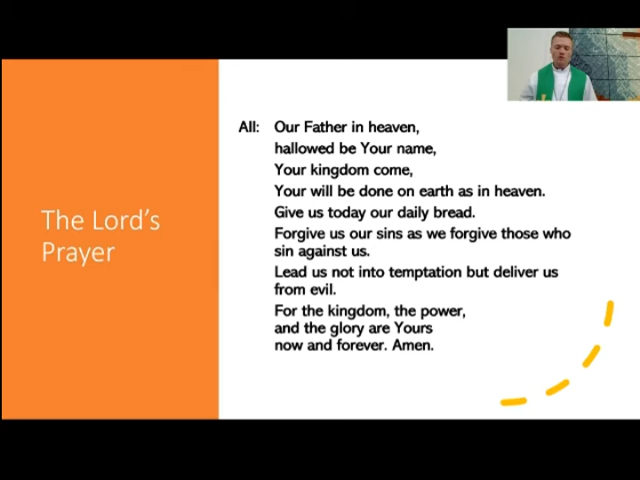 The Lord's
Prayer
All: Our Father in heaven,
hallowed be Your name,
Your kingdom come,
Your will be done on earth as in heaven.
Give us today our daily bread.
Forgive us our sins as we forgive those who
sin against us.
Lead us not into temptation but deliver us
from evil.
For the kingdom, the power,
and the glory are Yours
now and forever. Amen.